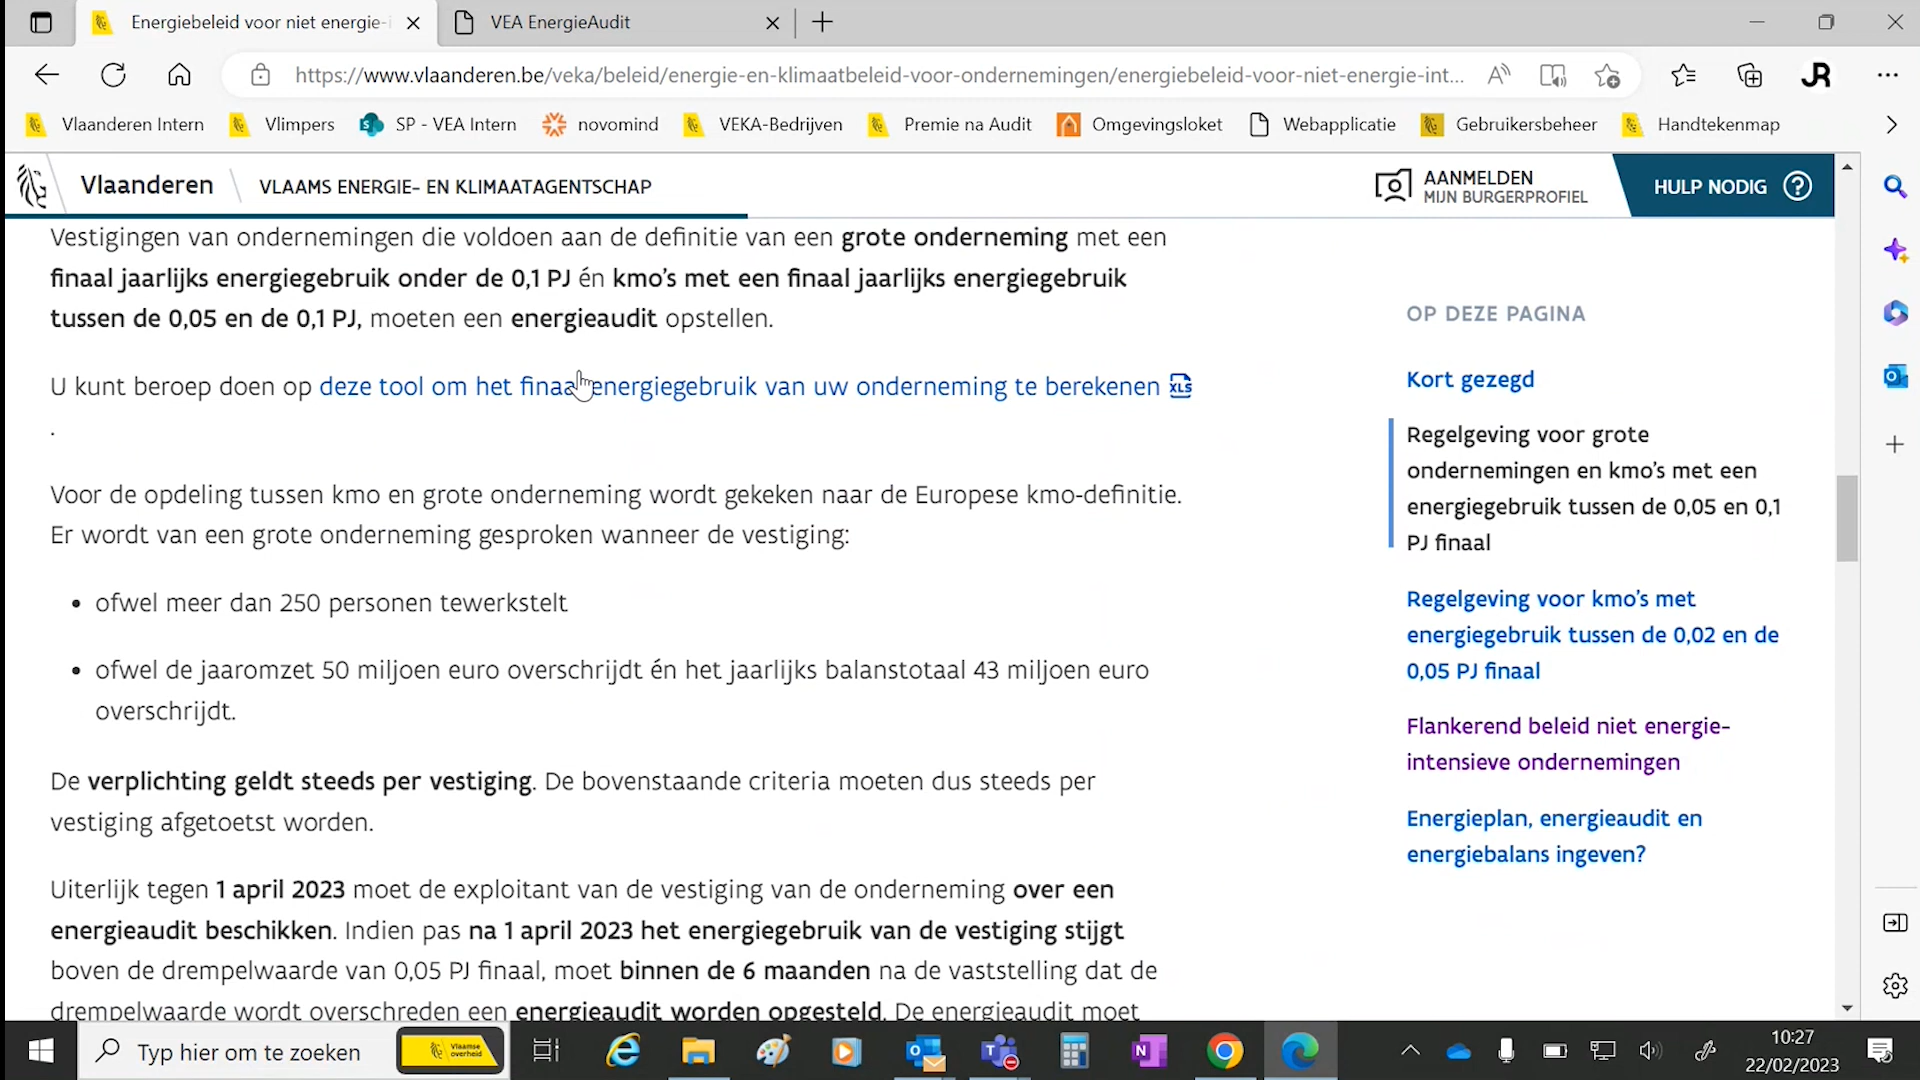 Energiebeleid voor niet energie-i
VEA EnergieAudit
https://www.vlaanderen.be/veka/beleid/energie-en-klimaatbeleid-voor-ondernemingen/energiebeleid-voor-niet-energie-int...
JR
Vlaanderen Intern
Vlimpers
SP - VEA Intern
novomind
VEKA-Bedrijven
Premie na Audit
Omgevingsloket
Webapplicatie
Gebruikersbeheer
Handtekenmap
Vlaanderen
VLAAMS ENERGIE- EN KLIMAATAGENTSCHAP
AANMELDEN
MIJN BURGERPROFIEL
HULP NODIG ?
Vestigingen van ondernemingen die voldoen aan de definitie van een grote onderneming met een
finaal jaarlijks energiegebruik onder de 0,1 PJ én kmo's met een finaal jaarlijks energiegebruik
tussen de 0,05 en de 0,1 PJ, moeten een energieaudit opstellen.
U kunt beroep doen op deze tool om het finaal energiegebruik van uw onderneming te berekenen XLS
.
Voor de opdeling tussen kmo en grote onderneming wordt gekeken naar de Europese kmo-definitie.
Er wordt van een grote onderneming gesproken wanneer de vestiging:
• ofwel meer dan 250 personen tewerkstelt
• ofwel de jaaromzet 50 miljoen euro overschrijdt én het jaarlijks balanstotaal 43 miljoen euro
overschrijdt.
De verplichting geldt steeds per vestiging. De bovenstaande criteria moeten dus steeds per
vestiging afgetoetst worden.
Uiterlijk tegen 1 april 2023 moet de exploitant van de vestiging van de onderneming over een
energieaudit beschikken. Indien pas na 1 april 2023 het energiegebruik van de vestiging stijgt
boven de drempelwaarde van 0,05 PJ finaal, moet binnen de 6 maanden na de vaststelling dat de
drempelwaarde wordt overschreden een energieaudit worden opgesteld. De energieaudit moet
OP DEZE PAGINA
Kort gezegd
Regelgeving voor grote
ondernemingen en kmo's met een
energiegebruik tussen de 0,05 en 0,1
PJ finaal
Regelgeving voor kmo's met
energiegebruik tussen de 0,02 en de
0,05 PJ finaal
Flankerend beleid niet energie-
intensieve ondernemingen
Energieplan, energieaudit en
energiebalans ingeven?
Typ hier om te zoeken
Vlaamse
overheid
10:27
22/02/2023